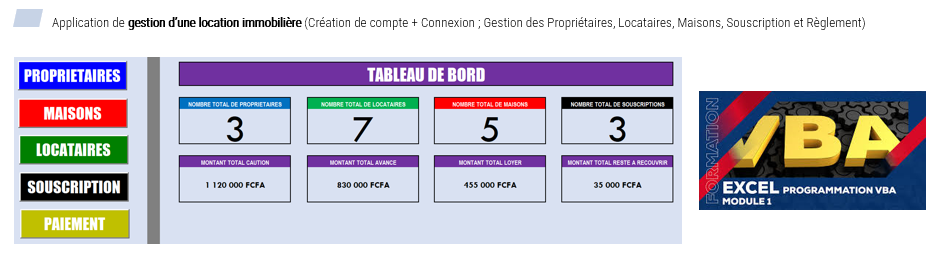 Application de gestion d’une location immobilière (Création de compte + Connexion ; Gestion des Propriétaires, Locataires, Maisons, Souscription et Règlement)
PROPRIETAIRES
MAISONS
LOCATAIRES
SOUSCRIPTION
PAIEMENT
TABLEAU DE BORD
NOMBRE TOTAL DE PROPRIETAIRES
3
NOMBRE TOTAL DE LOCATAIRES
7
NOMBRE TOTAL DE MAISONS
5
NOMBRE TOTAL DE SOUSCRIPTIONS
3
MONTANT TOTAL CAUTION
1 120 000 FCFA
MONTANT TOTAL AVANCE
830 000 FCFA
MONTANT TOTAL LOYER
455 000 FCFA
MONTANT TOTAL RESTE A RECOUVRIR
35 000 FCFA
FORMATION
VBA
EXCEL PROGRAMMATION VBA
MODULE 1